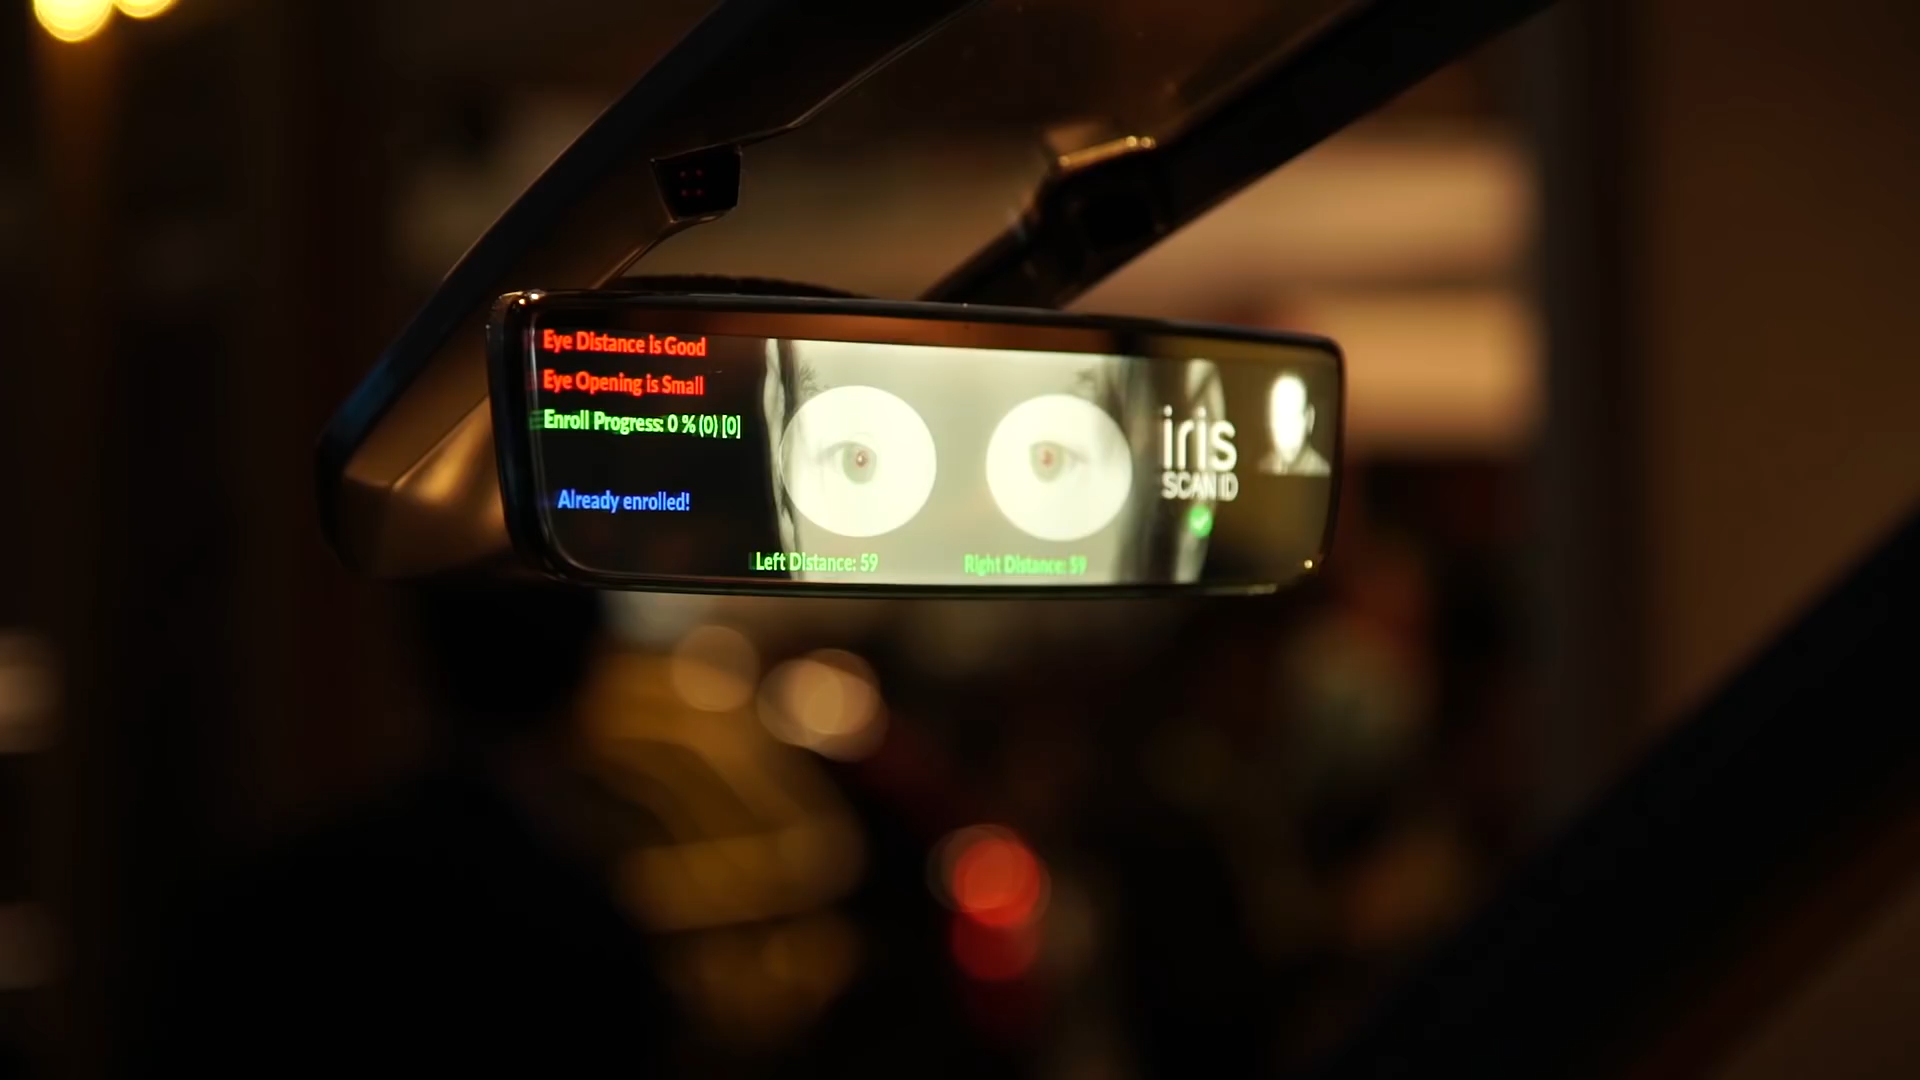 Eye Distance is Good
Eye Opening is Small
Enroll Progress: 0 % (0) [0]
Already enrolled!
Left Distance: 59
Right Distance: 59
iris
SCAN ID